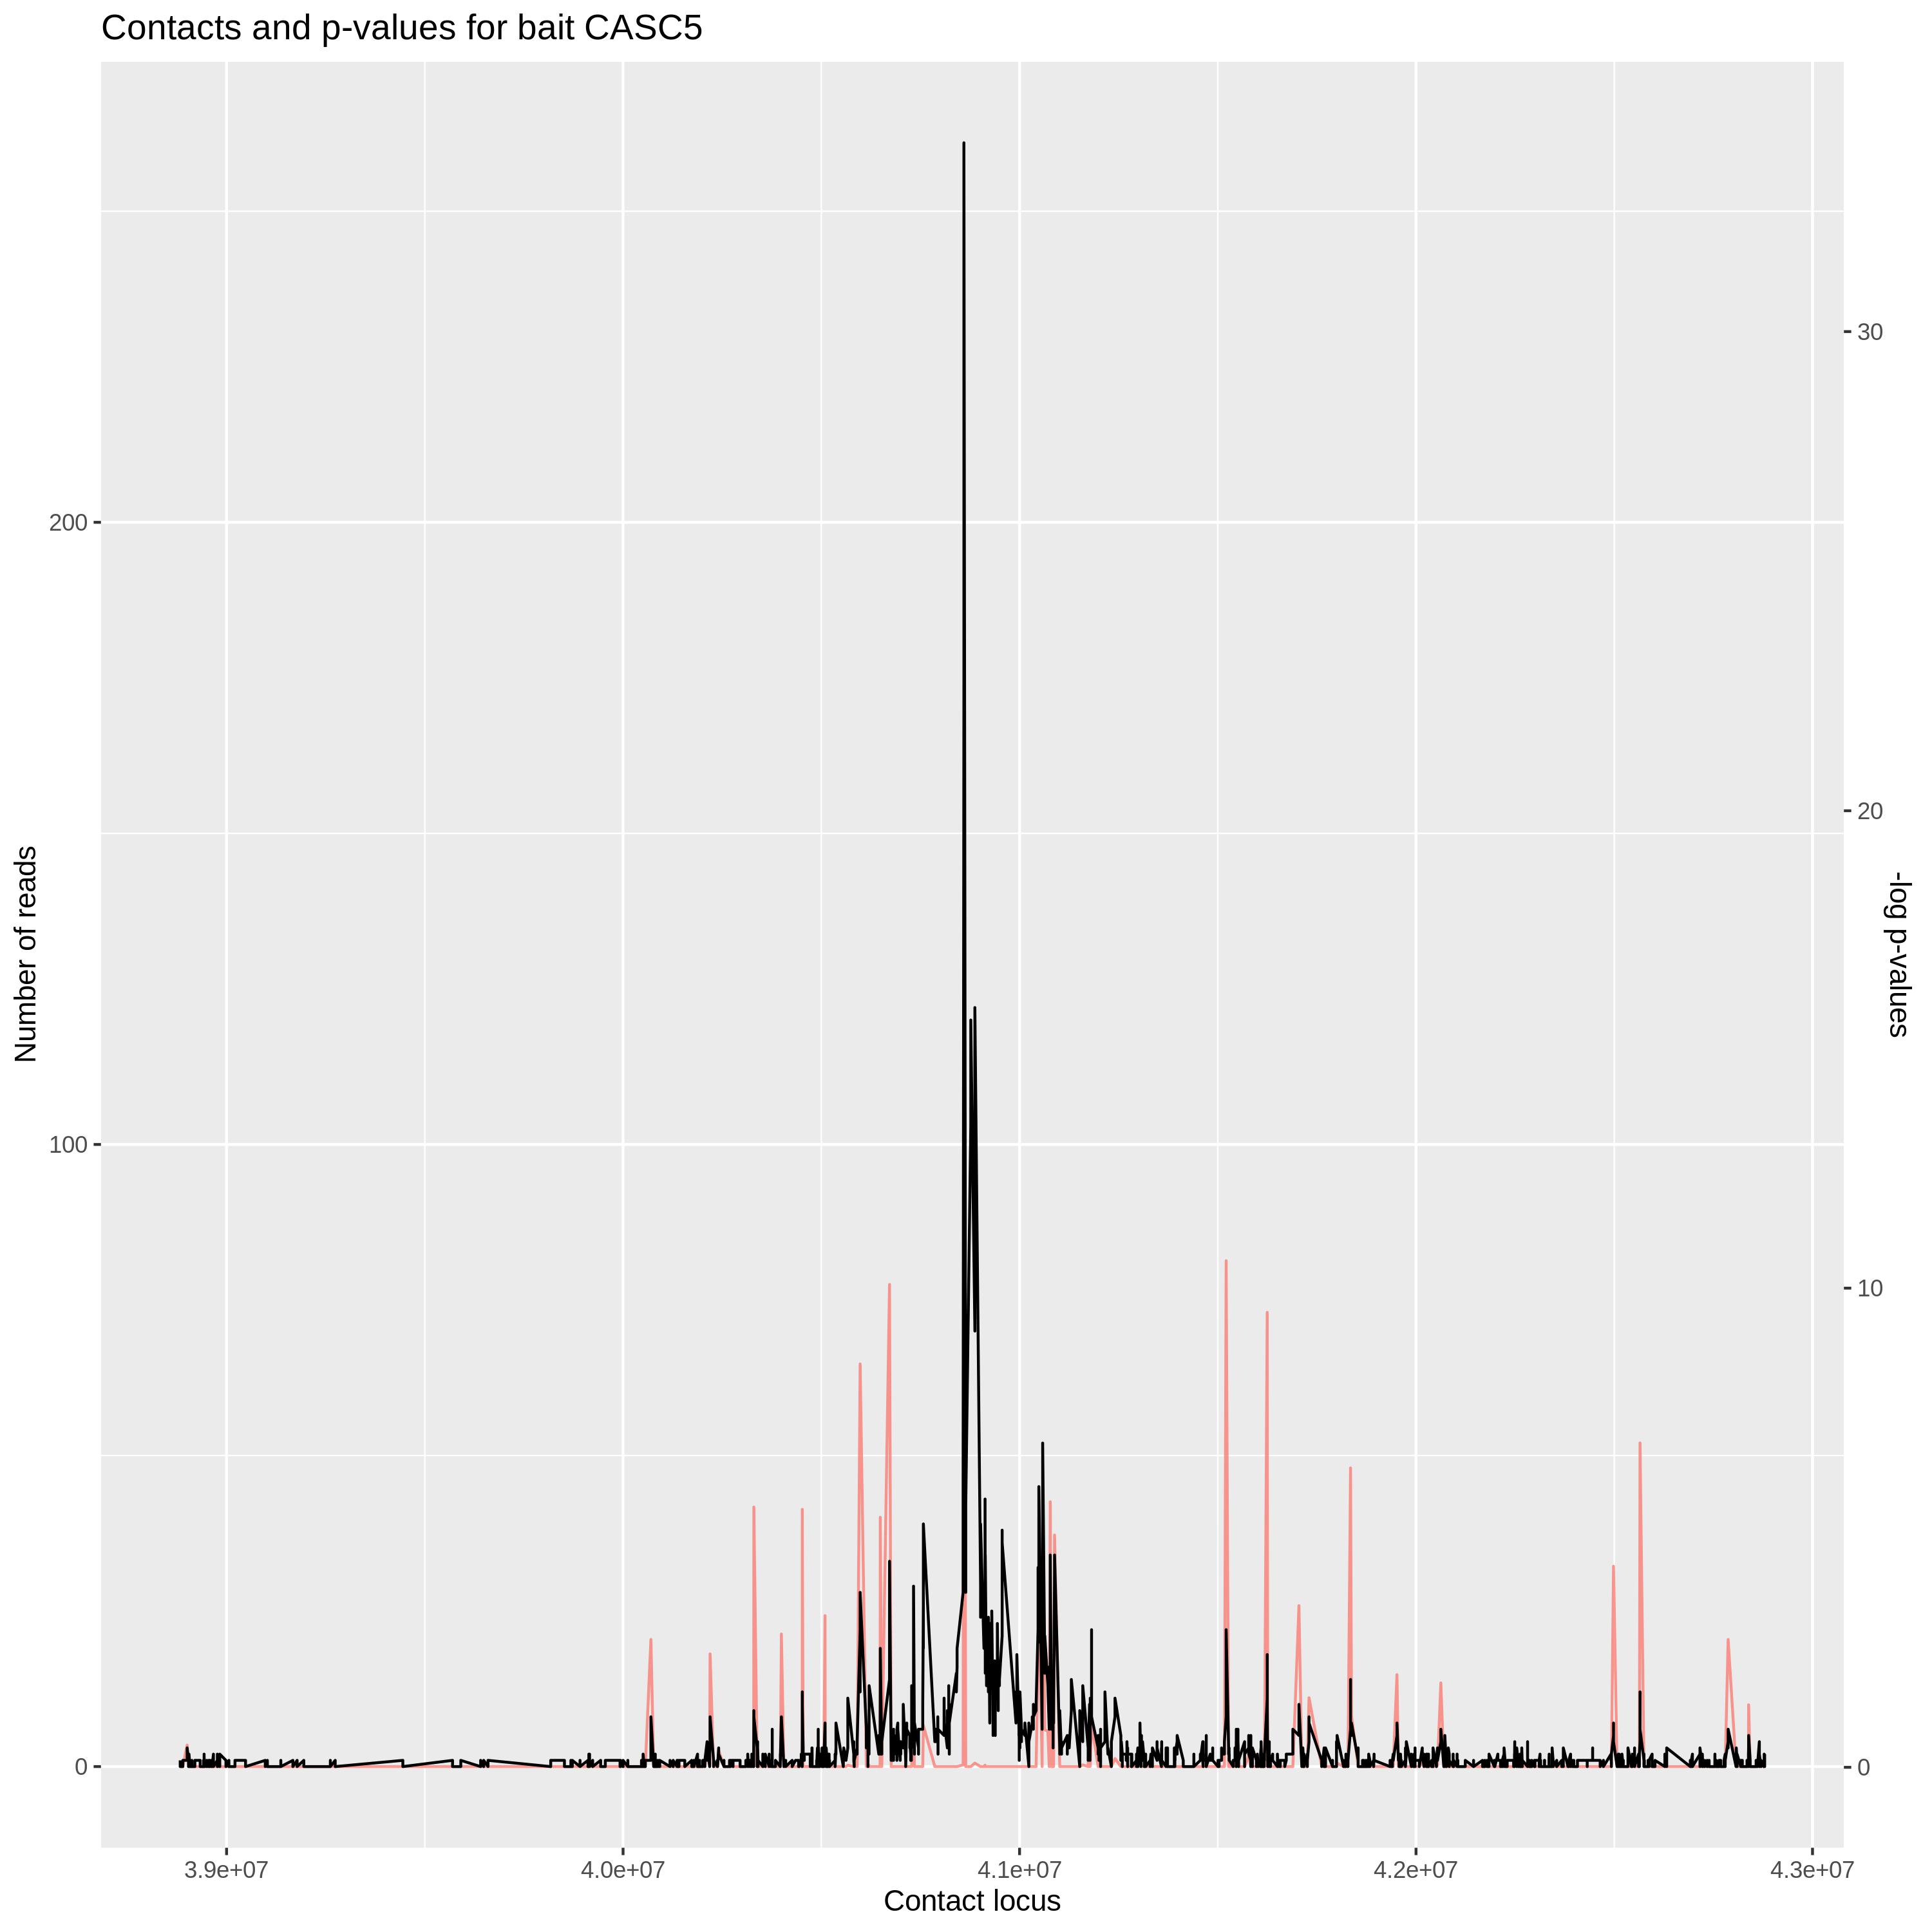 Contacts and p-values for bait CASC5
Number of reads
200
100
0
30
20
10
0
-log p-values
3.9e+07 4.0e+07 4.1e+07 4.2e+07 4.3e+07
Contact locus